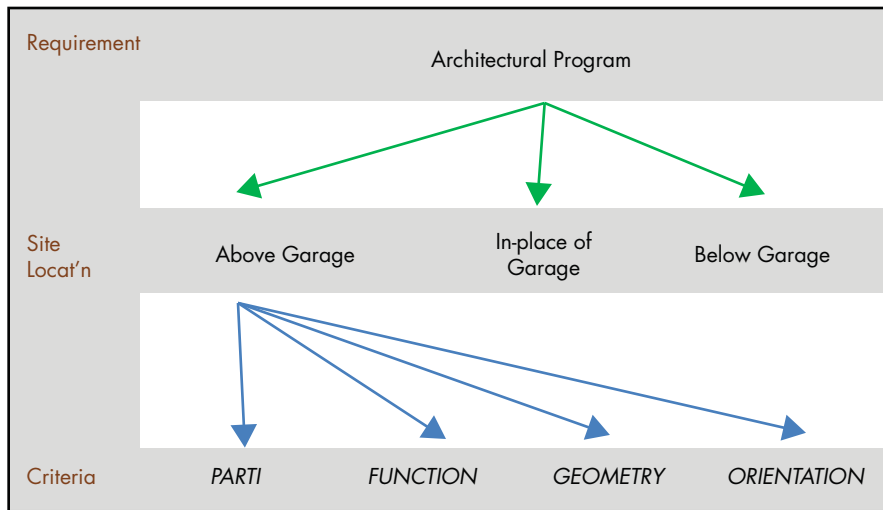 Requirement
Architectural Program
Site
Locat'n
Above Garage
In-place of
Garage
Below Garage
Criteria
PARTI
FUNCTION
GEOMETRY
ORIENTATION